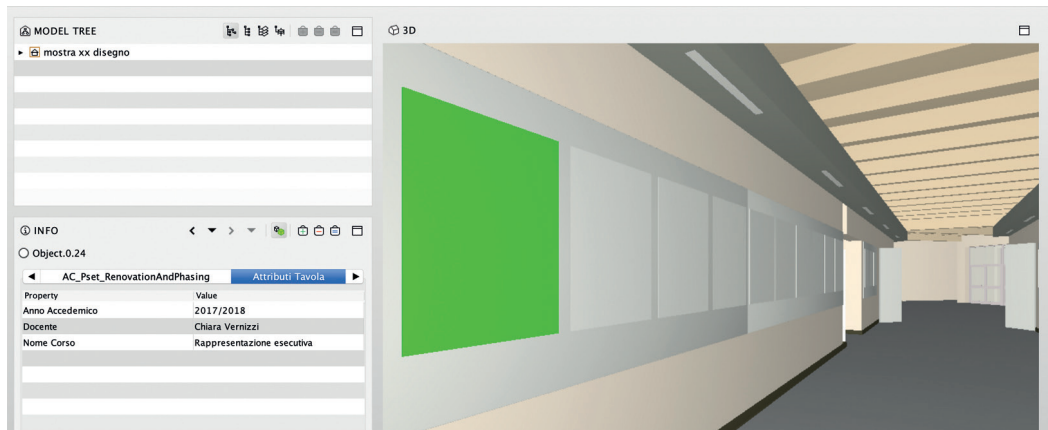 MODEL TREE
mostra xx disegno
INFO
Object.0.24
AC_Pset_RenovationAndPhasing Attributi Tavola
Property Value
Anno Accedemico 2017/2018
Docente Chiara Vernizzi
Nome Corso Rappresentazione esecutiva
3D